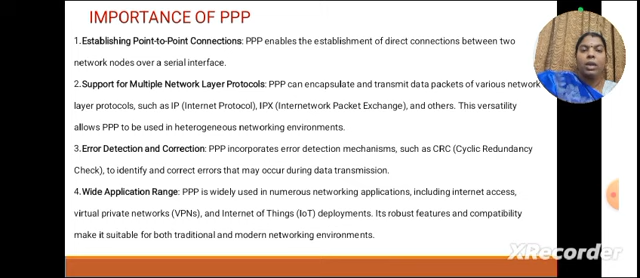 IMPORTANCE OF PPP
1.Establishing Point-to-Point Connections: PPP enables the establishment of direct connections between two
network nodes over a serial interface.
2.Support for Multiple Network Layer Protocols: PPP can encapsulate and transmit data packets of various network
layer protocols, such as IP (Internet Protocol), IPX (Internetwork Packet Exchange), and others. This versatility
allows PPP to be used in heterogeneous networking environments.
3.Error Detection and Correction: PPP incorporates error detection mechanisms, such as CRC (Cyclic Redundancy
Check), to identify and correct errors that may occur during data transmission.
4.Wide Application Range: PPP is widely used in numerous networking applications, including internet access,
virtual private networks (VPNs), and Internet of Things (IoT) deployments. Its robust features and compatibility
make it suitable for both traditional and modern networking environments.
XRecorder